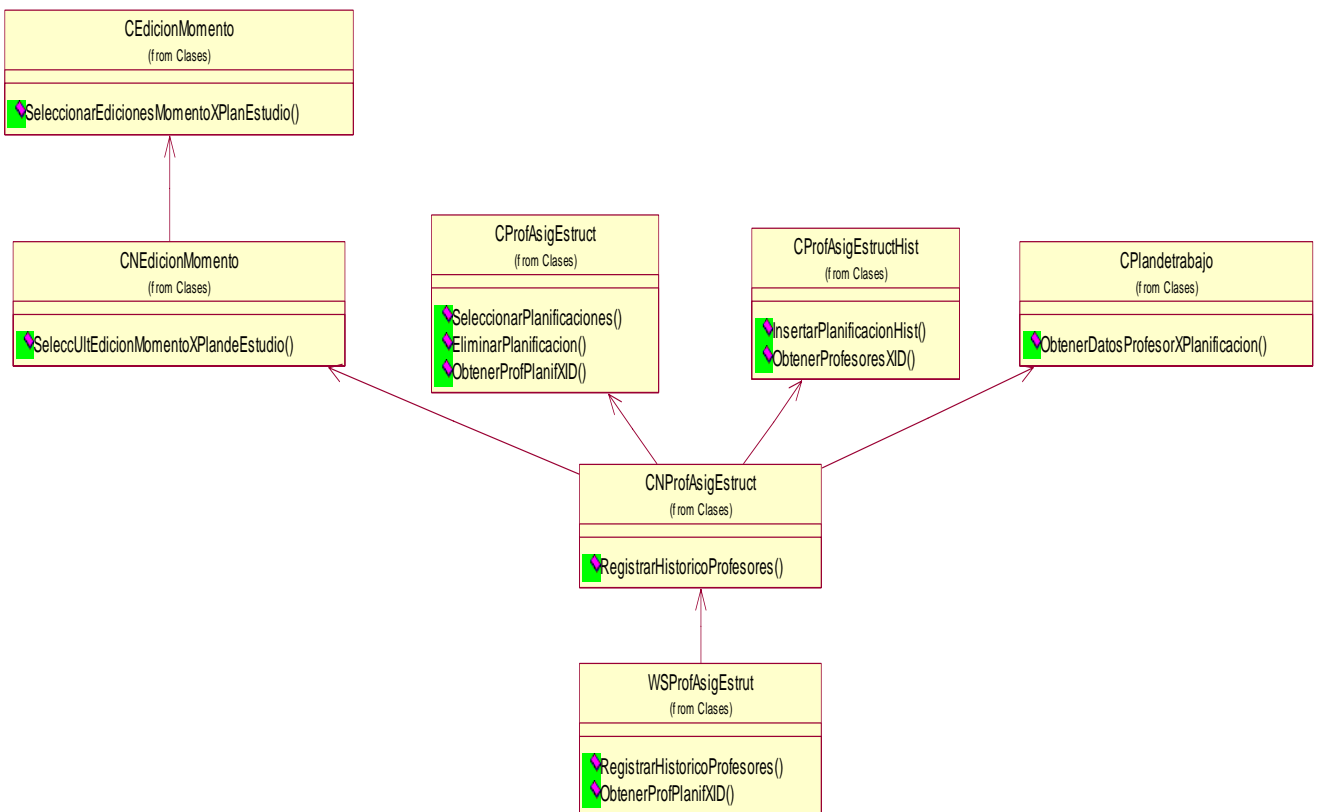 CEdicionMomento
(from Clases)
SeleccionarEdicionesMomentoXPlanEstudio()
CNEdicionMomento
(from Clases)
SeleccUltEdicionMomentoXPlandeEstudio()
CProfAsigEstruct
(from Clases)
SeleccionarPlanificaciones()
EliminarPlanificacion()
ObtenerProfPlanifXID()
CProfAsigEstructHist
(from Clases)
InsertarPlanificacionHist()
ObtenerProfesoresXID()
CPlandetrabajo
(from Clases)
ObtenerDatosProfesorXPlanificacion()
CNProfAsigEstruct
(from Clases)
RegistrarHistoricoProfesores()
WSProfAsigEstrut
(from Clases)
RegistrarHistoricoProfesores()
ObtenerProfPlanifXID()